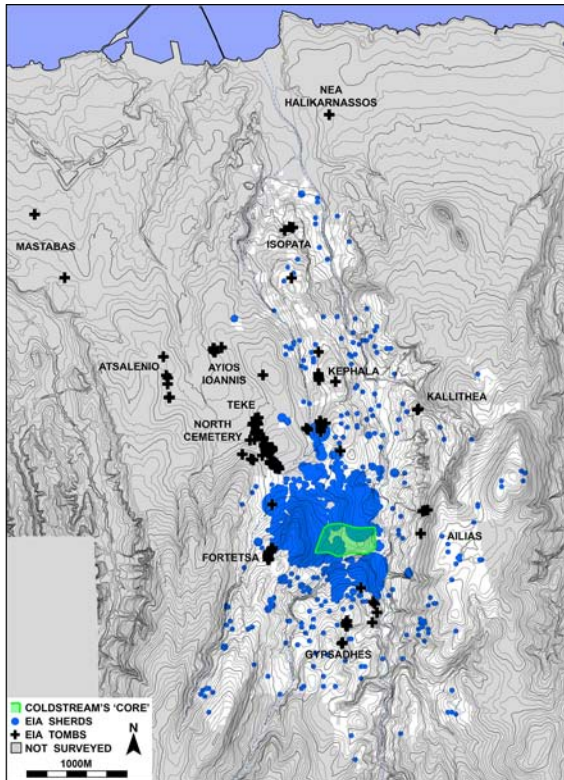 NEA
HALIKARNASSOS
MASTABAS
ISOPATA
ATSALENIO
AYIOS
IOANNIS
KEPHALA
KALLITHEA
TEKE
NORTH
CEMETERY
AILIAS
FORTETSA
GYPSADHES
COLDSTREAM'S 'CORE'
EIA SHERDS
EIA TOMBS
NOT SURVEYED
N
1000M